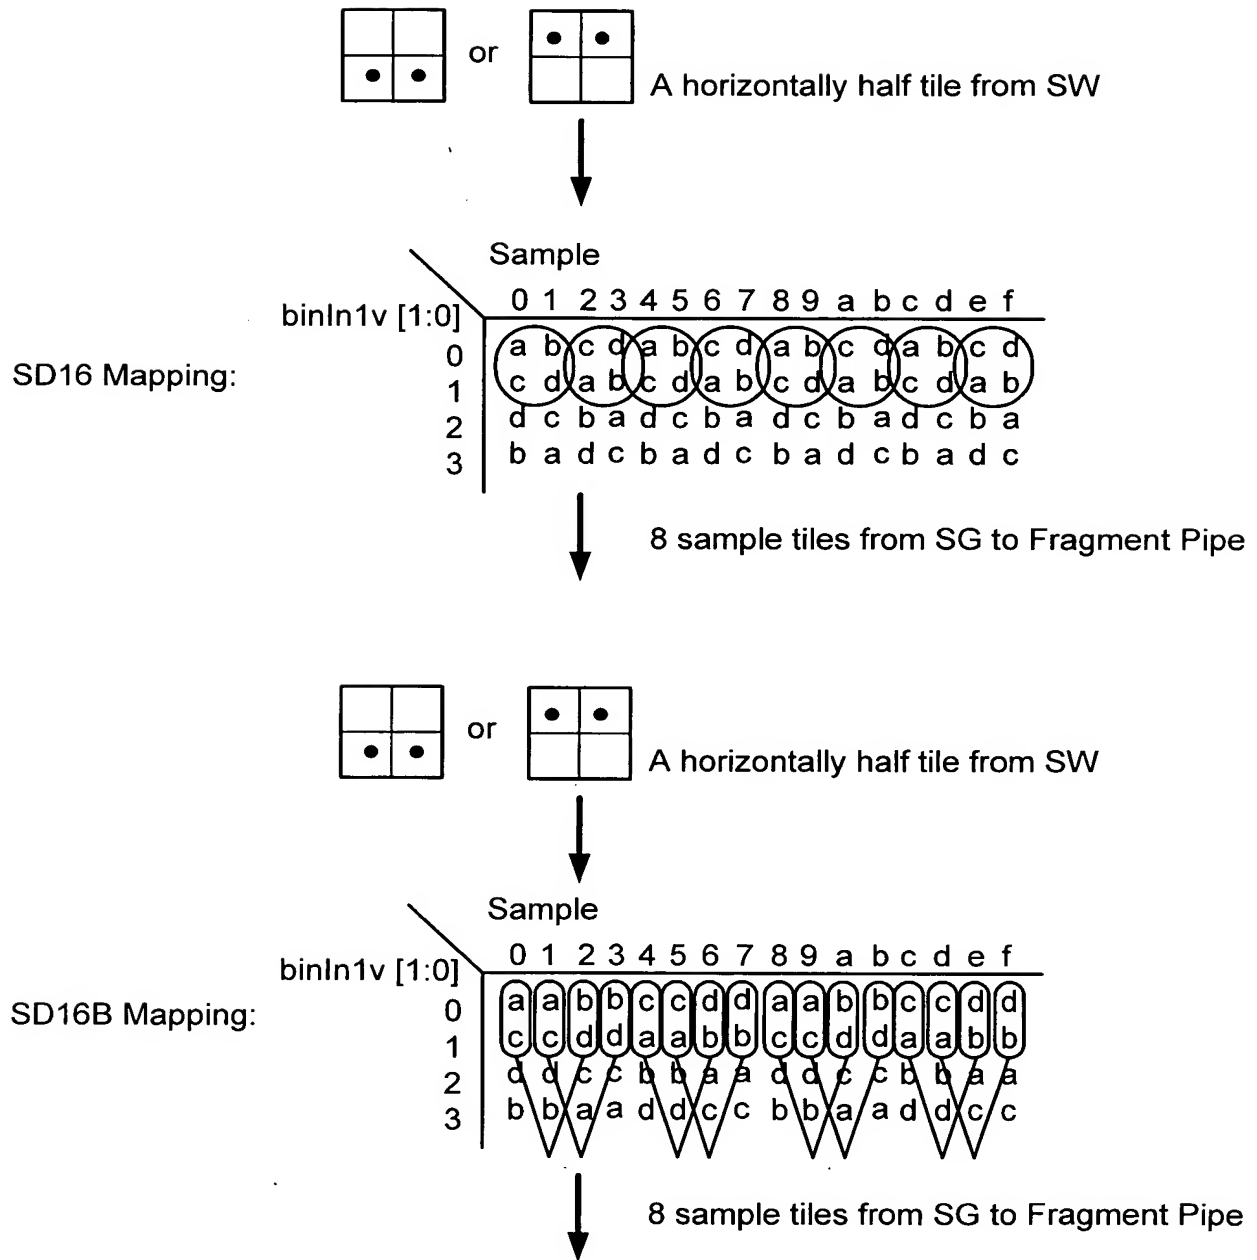 or
A horizontally half tile from SW
Sample
0 1 2 3 4 5 6 7 8 9 a b c d e f
binIn1v [1:0]
SD16 Mapping:
0 a b c d a b c d a b c d a b c d
1 c d a b c d a b c d a b c d a b
2 d c b a d c b a d c b a d c b a
3 b a d c b a d c b a d c b a d c
8 sample tiles from SG to Fragment Pipe
or
A horizontally half tile from SW
Sample
0 1 2 3 4 5 6 7 8 9 a b c d e f
binIn1v [1:0]
SD16B Mapping:
0 a a b b c c d d a a b b c c d d
1 c c d d a a b b c c d d a a b b
2 d d c c b b a a d d c c b b a a
3 b b a a d d c c b b a a d d c c
8 sample tiles from SG to Fragment Pipe